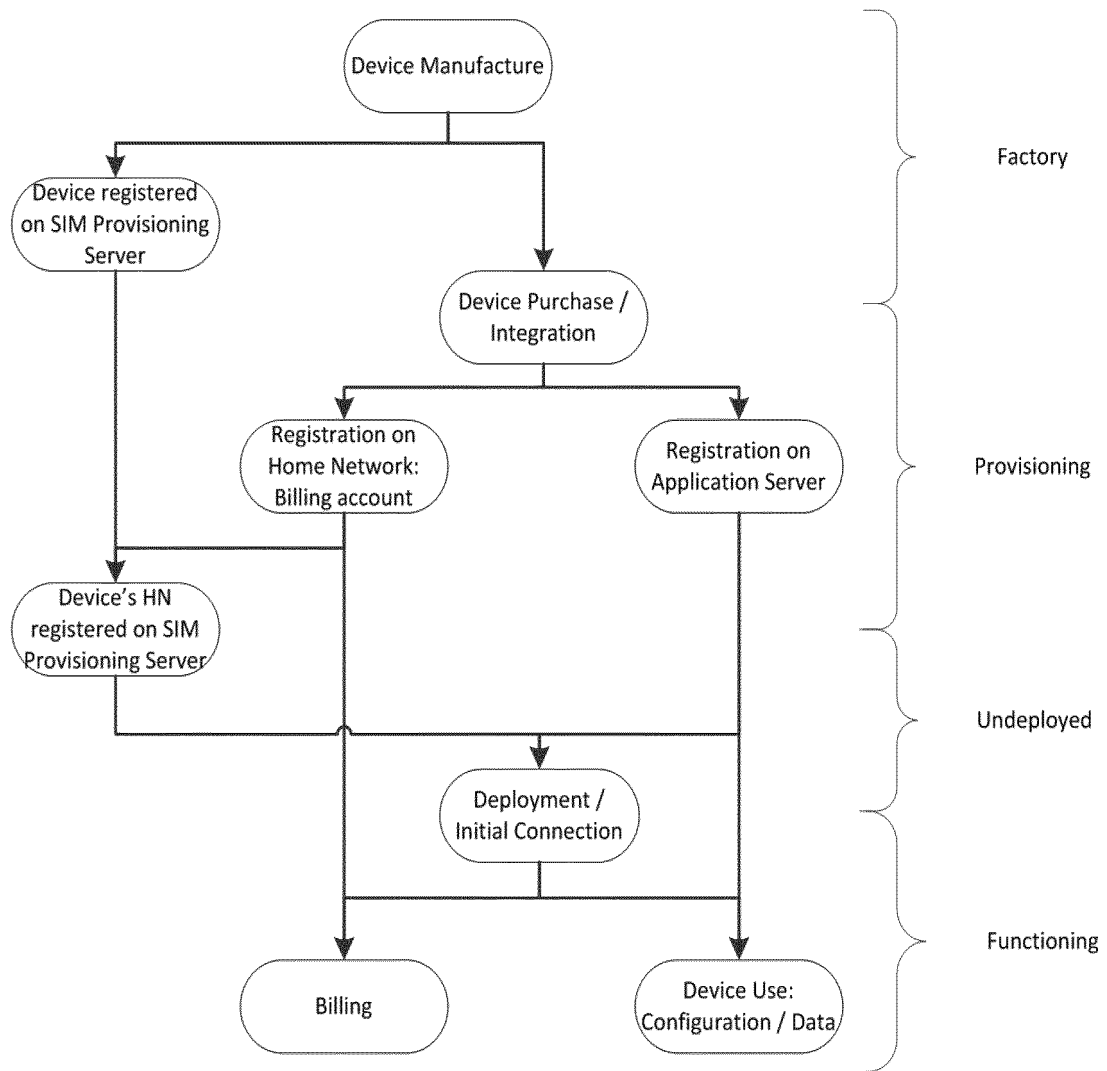 Device Manufacture
Factory
Device registered
on SIM Provisioning
Server
Device Purchase /
Integration
Registration on
Home Network:
Billing account
Registration on
Application Server
Provisioning
Device's HN
registered on SIM
Provisioning Server
Undeployed
Deployment /
Initial Connection
Functioning
Billing
Device Use:
Configuration / Data